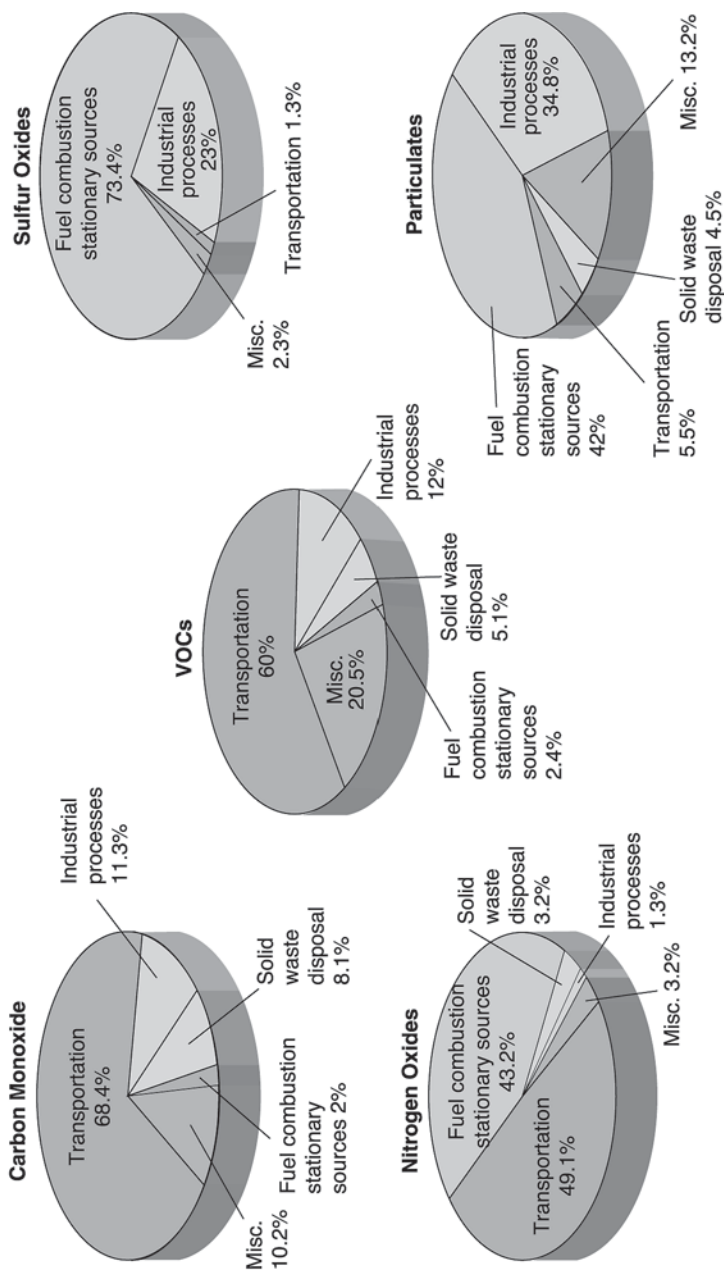 Carbon Monoxide
Transportation
68.4%
Industrial
processes
11.3%
Solid
waste
disposal
8.1%
Fuel combustion
stationary
sources 2%
Misc.
10.2%
VOCs
Transportation
60%
Industrial
processes
12%
Solid waste
disposal
5.1%
Fuel
combustion
stationary
sources
2.4%
Misc.
20.5%
Sulfur Oxides
Fuel combustion
stationary sources
73.4%
Industrial
processes
23%
Transportation 1.3%
Misc.
2.3%
Nitrogen Oxides
Fuel combustion
stationary sources
43.2%
Solid
waste
disposal
3.2%
Industrial
processes
1.3%
Misc. 3.2%
Transportation
49.1%
Particulates
Industrial
processes
34.8%
Misc. 13.2%
Solid waste
disposal 4.5%
Transportation
5.5%
Fuel
combustion
stationary
sources
42%